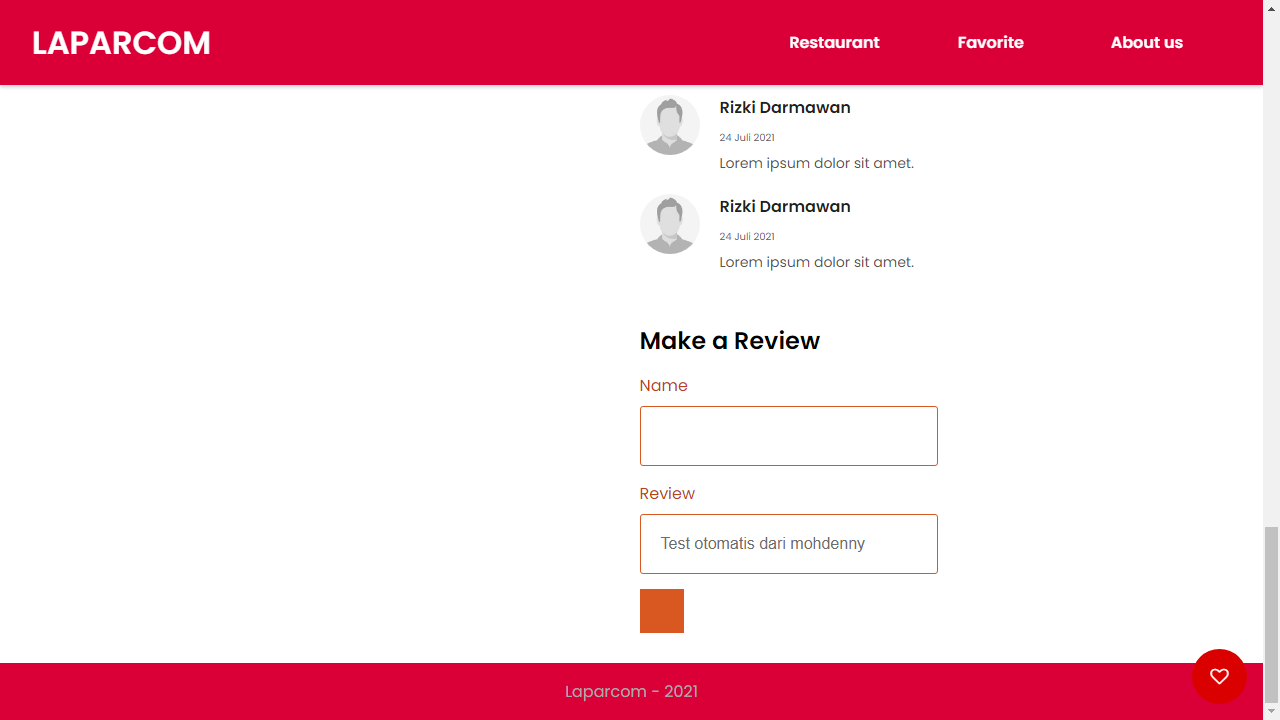 LAPARCOM
Restaurant
Favorite
About us
Rizki Darmawan
24 Juli 2021
Lorem ipsum dolor sit amet.
Rizki Darmawan
24 Juli 2021
Lorem ipsum dolor sit amet.
Make a Review
Name
Review
Test otomatis dari mohdenny
Laparcom - 2021